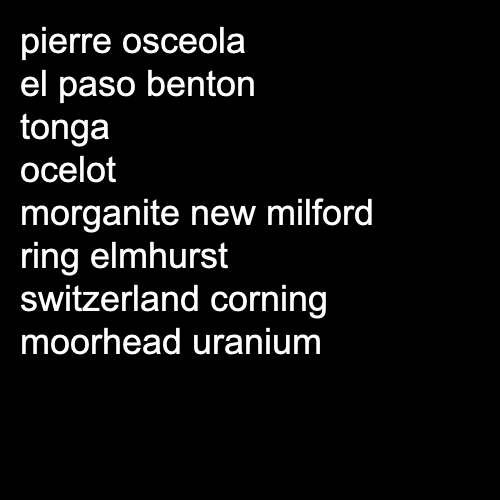 pierre osceola
el paso benton
tonga
ocelot
morganite new milford
ring elmhurst
switzerland corning
moorhead uranium